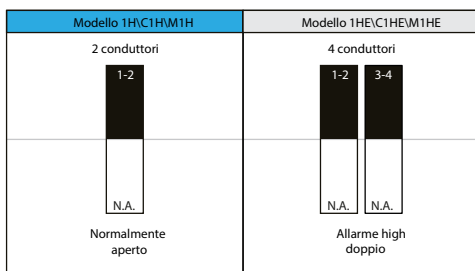 Modello 1H\C1H\M1H
2 conduttori
1-2
N.A.
Normalmente
aperto
Modello 1HE\C1HE\M1HE
4 conduttori
1-2 3-4
N.A. N.A.
Allarme high
doppio